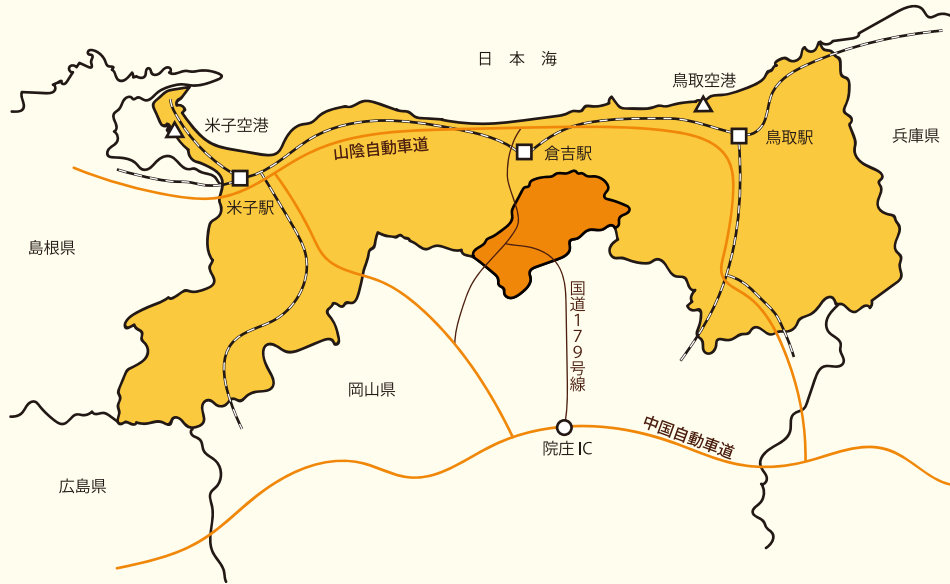 日本海
鳥取空港
米子空港
兵庫県
鳥取駅
山陰自動車道
倉吉駅
米子駅
島根県
国道179号線
岡山県
中国自動車道
院庄IC
広島県